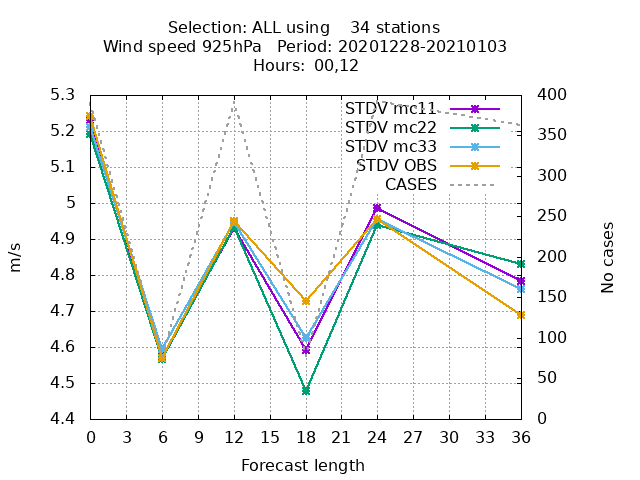 Selection: ALL using    34 stations
Wind speed 925hPa   Period: 20201228-20210103
Hours:  00,12
STDV mc11
STDV mc22
STDV mc33
STDV OBS
CASES
5.3
5.2
5.1
5
4.9
4.8
4.7
4.6
4.5
4.4
m/s
400
350
300
250
200
150
100
50
0
No cases
0 3 6 9 12 15 18 21 24 27 30 33 36
Forecast length